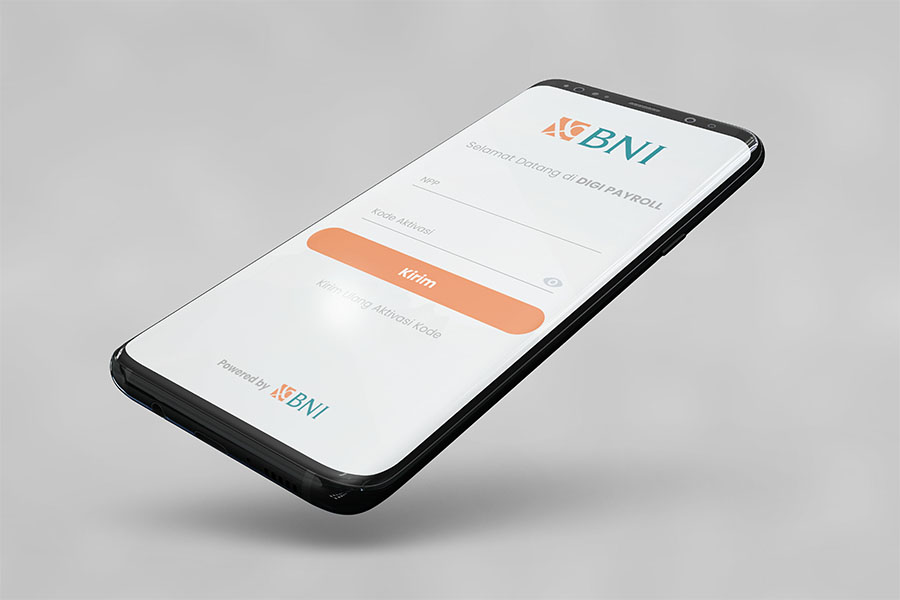 BNI
Selamat Datang di DIGI PAYROLL
NPP
Kode Aktivasi
Kirim
Kirim Ulang Aktivasi Kode
Powered by BNI